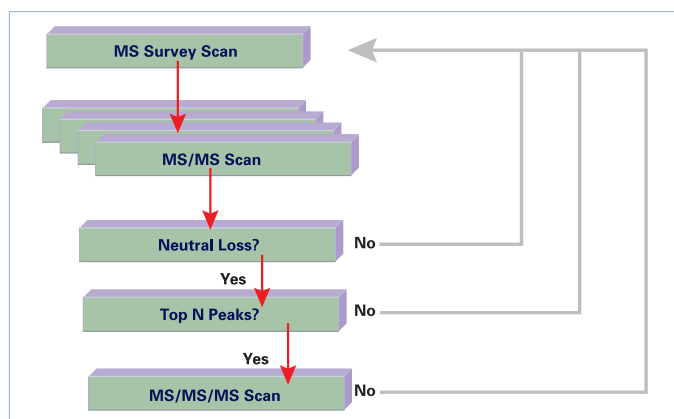 MS Survey Scan
MS/MS Scan
Neutral Loss?
No
Yes
Top N Peaks?
No
Yes
MS/MS/MS Scan
No